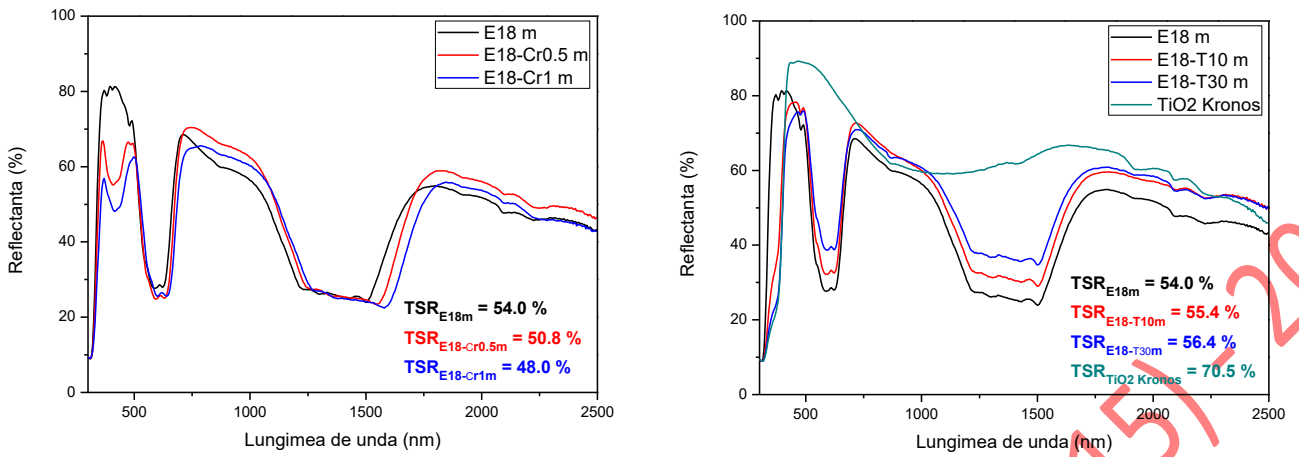 100
80
60
40
20
0
Reflectanta (%)
E18 m
E18-Cr0.5 m
E18-Cr1 m
TSR_E18m = 54.0 %
TSR_E18-Cr0.5m = 50.8 %
TSR_E18-Cr1m = 48.0 %
500 1000 1500 2000 2500
Lungimea de unda (nm)
100
80
60
40
20
0
Reflectanta (%)
E18 m
E18-T10 m
E18-T30 m
TiO2 Kronos
TSR_E18m = 54.0 %
TSR_E18-T10m = 55.4 %
TSR_E18-T30m = 56.4 %
TSR_TiO2 Kronos = 70.5 %
500 1000 1500 2000 2500
Lungimea de unda (nm)